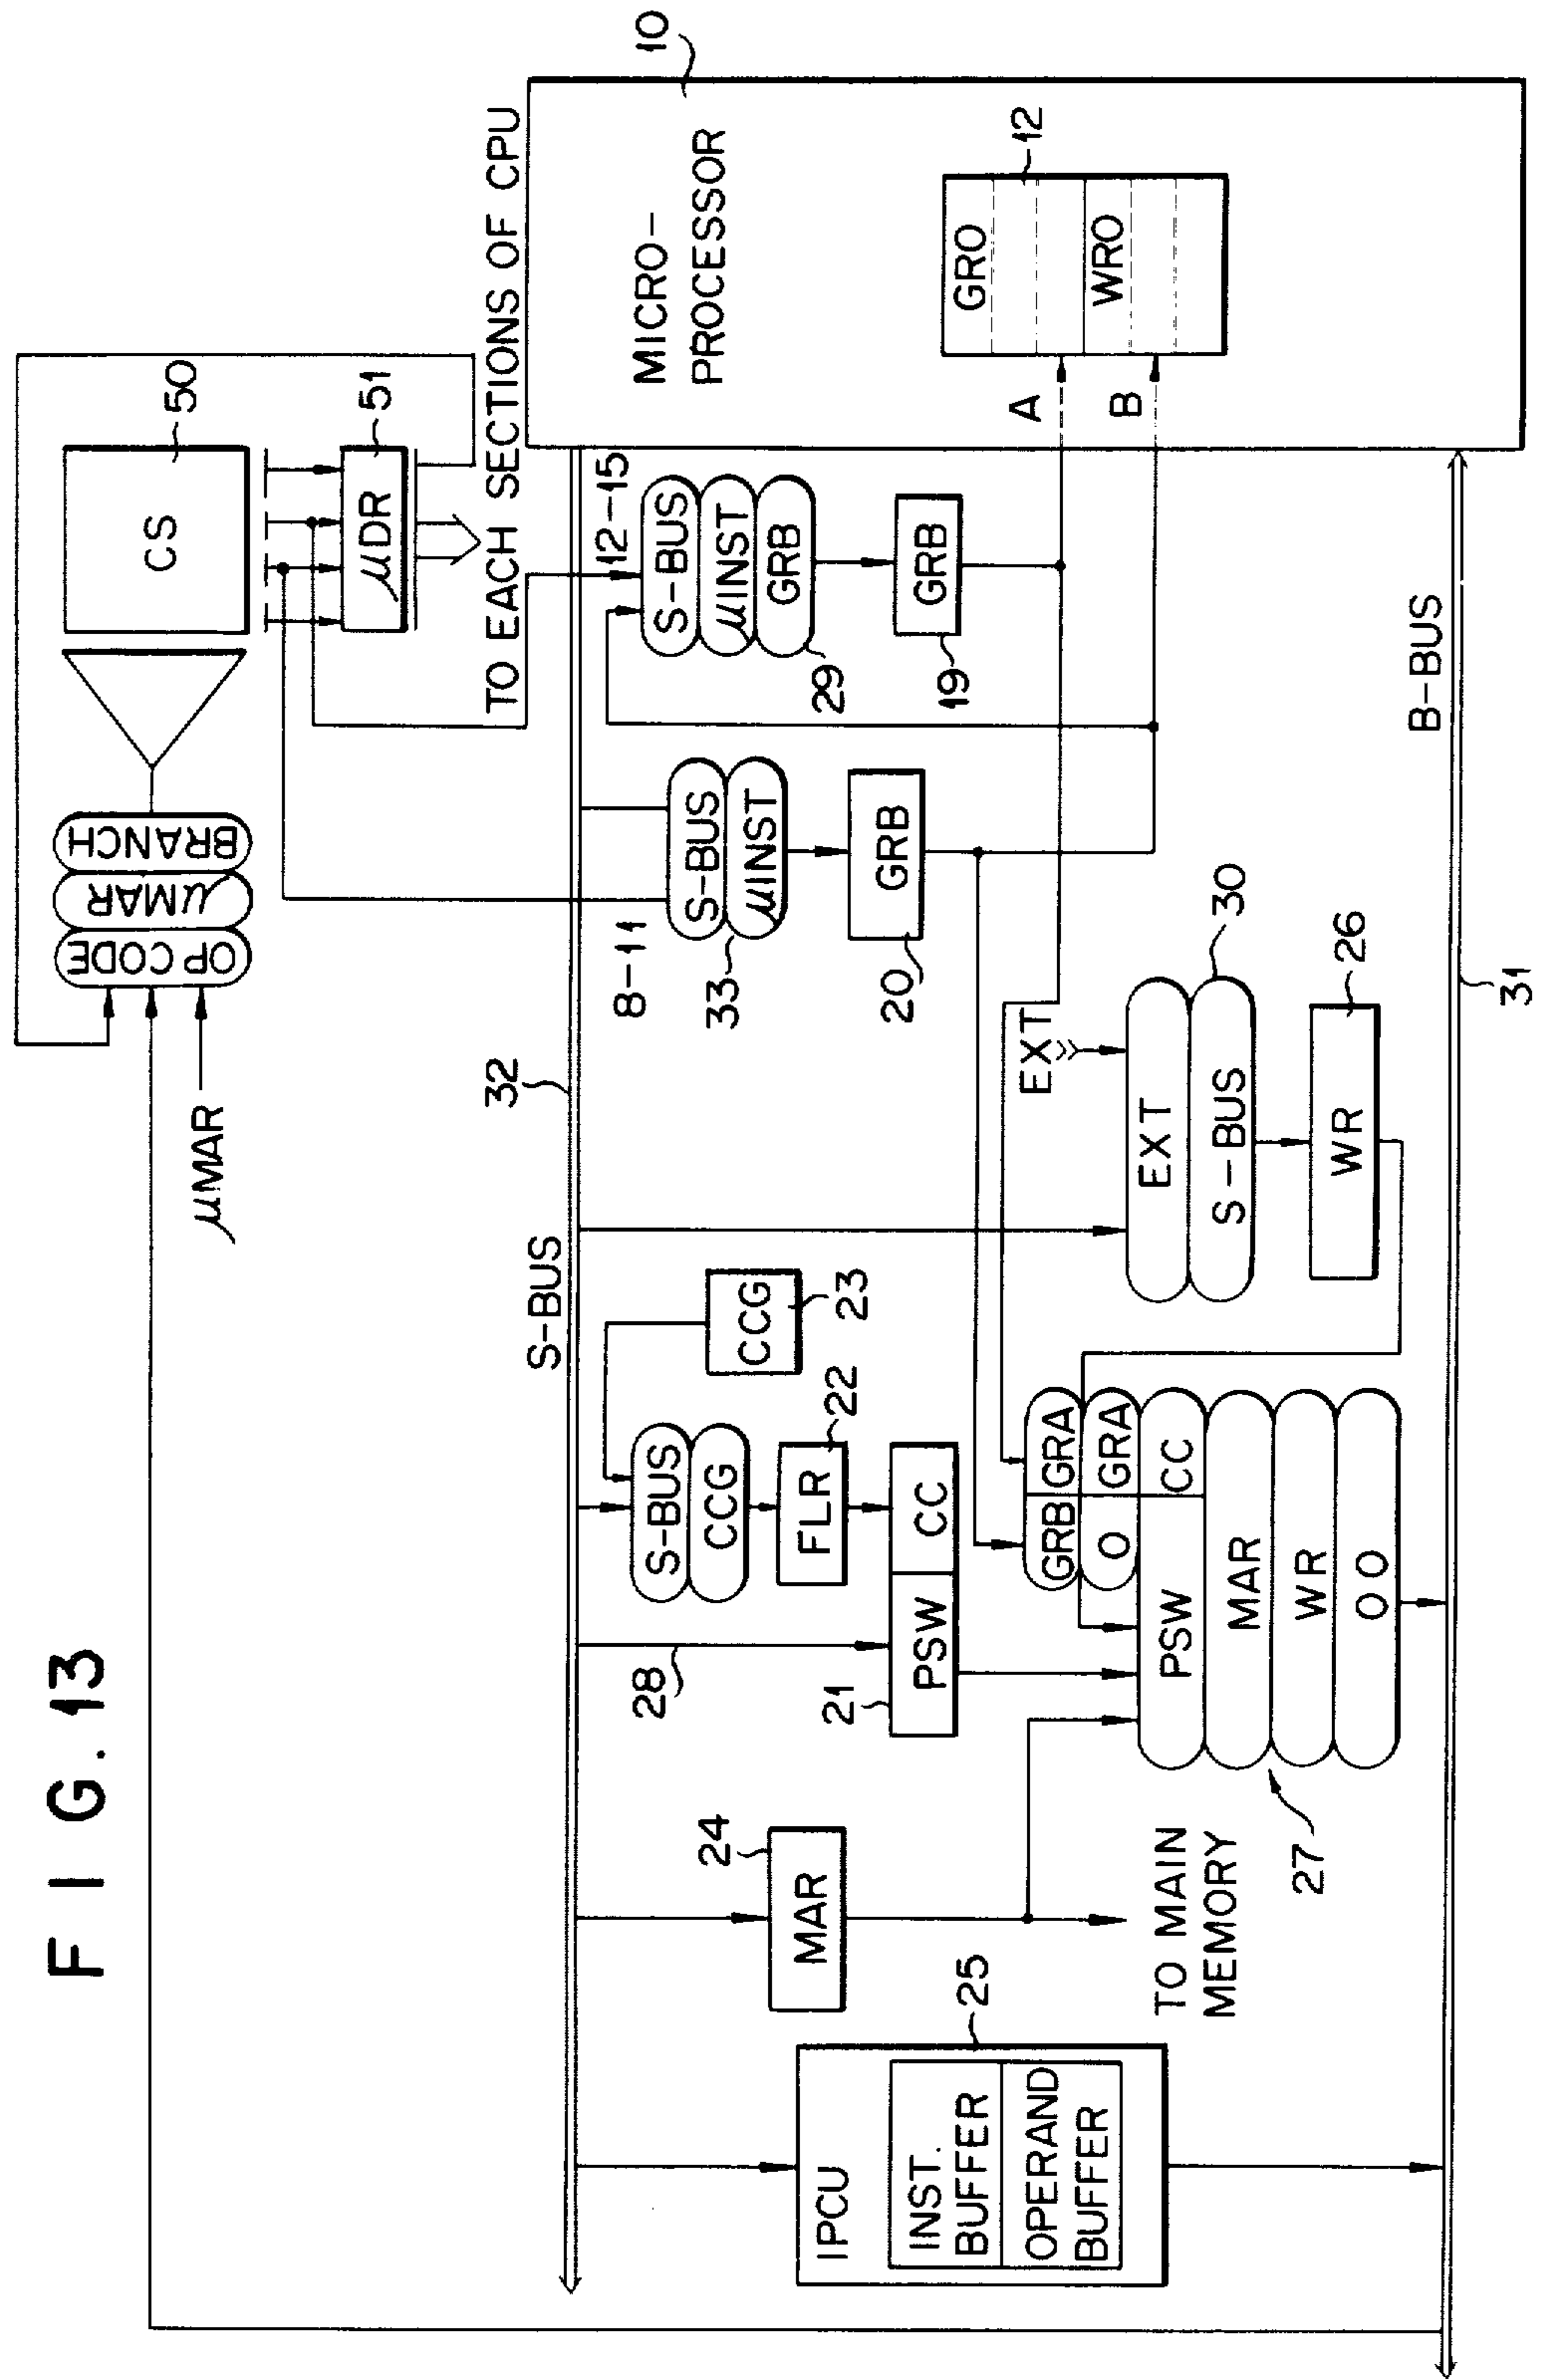 F I G. 13
OP CODE
μMAR
BRANCH
μMAR
CS
50
μDR
51
TO EACH SECTIONS OF CPU
S-BUS
32
8-11
12-15
10
MICRO-
PROCESSOR
GRO
WRO
12
A
B
S-BUS
μINST
GRB
29
GRB
19
S-BUS
μINST
33
GRB
20
S-BUS
CCG
CCG
23
FLR
22
28
PSW
CC
21
MAR
24
TO MAIN
MEMORY
IPCU
25
INST.
BUFFER
OPERAND
BUFFER
EXT
EXT
S-BUS
30
WR
26
GRB GRA
O GRA
PSW CC
MAR
WR
OO
27
B-BUS
31